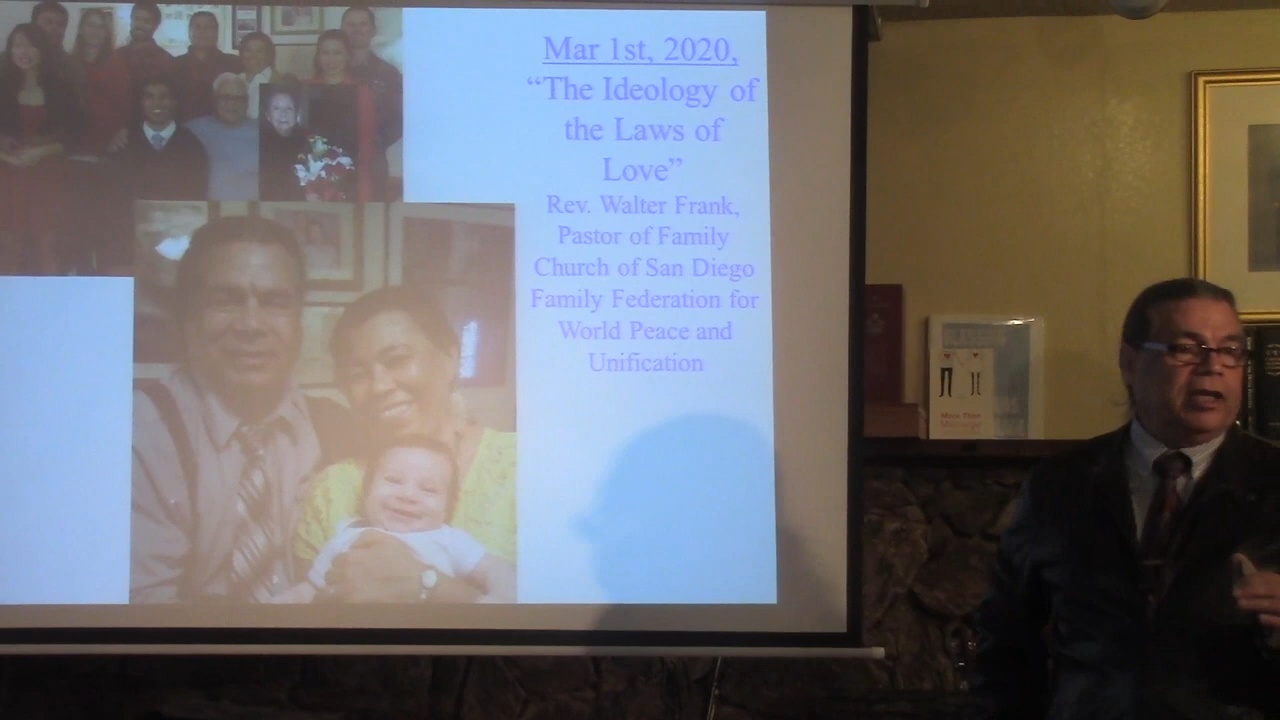 Mar 1st, 2020,
“The Ideology of
the Laws of
Love”
Rev. Walter Frank,
Pastor of Family
Church of San Diego
Family Federation for
World Peace and
Unification
More Than